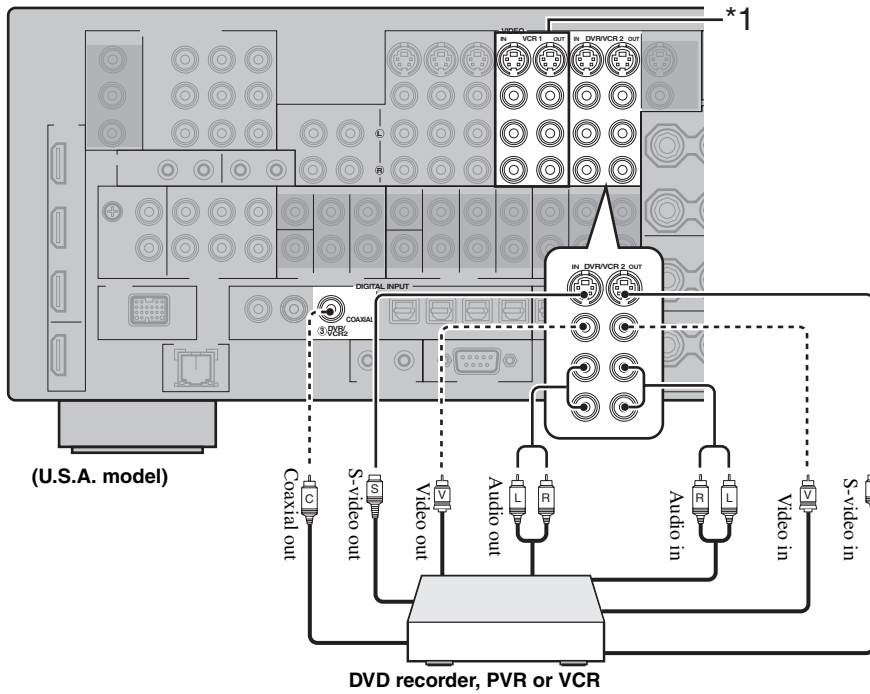 *1
VIDEO
IN VCR 1 OUT IN DVR/VCR 2 OUT
L
R
DIGITAL INPUT
COAXIAL
③ DVR/
VCR2
IN DVR/VCR 2 OUT
(U.S.A. model)
Coaxial out
S-video out
Video out
Audio out
Audio in
Video in
S-video in
C
S
V
L
R
R
L
V
DVD recorder, PVR or VCR